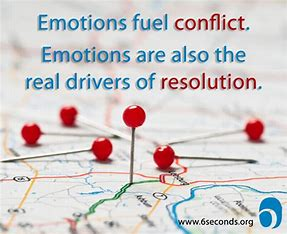 Emotions fuel conflict.
Emotions are also the
real drivers of resolution.
www.6seconds.org